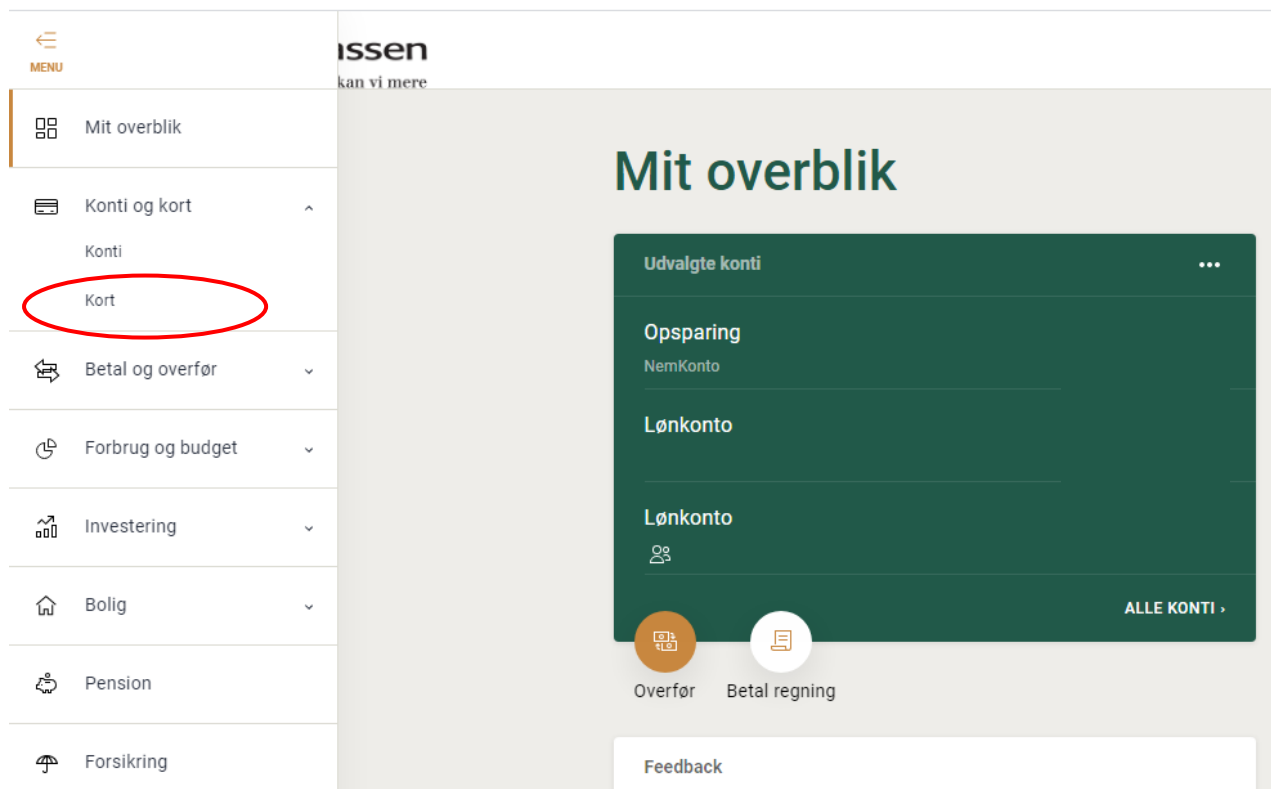 MENU
Mit overblik
Konti og kort
Konti
Kort
Betal og overfør
Forbrug og budget
Investering
Bolig
Pension
Forsikring
kan vi mere
Mit overblik
Udvalgte konti
Opsparing
NemKonto
Lønkonto
Lønkonto
ALLE KONTI ›
Overfør
Betal regning
Feedback